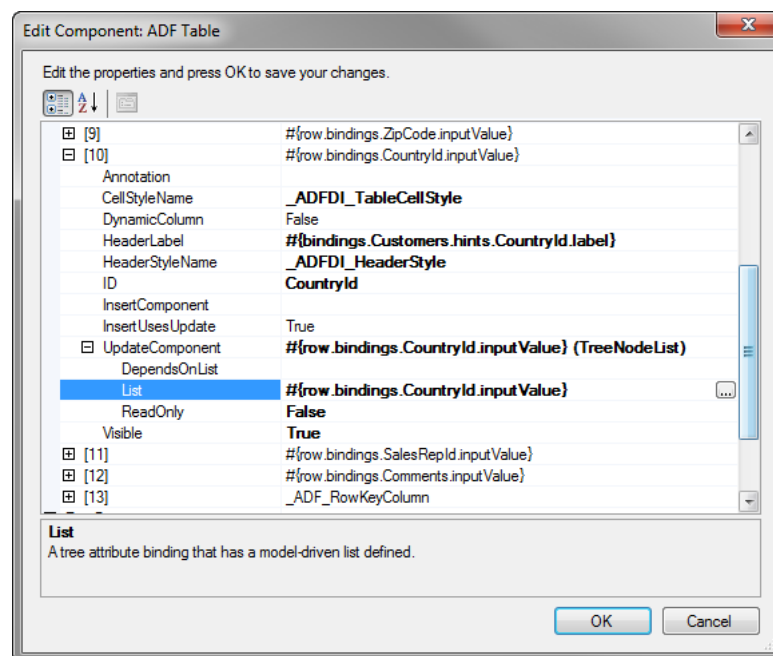 Edit Component: ADF Table
Edit the properties and press OK to save your changes.
[9] #{row.bindings.ZipCode.inputValue}
[10] #{row.bindings.CountryId.inputValue}
Annotation
CellStyleName _ADFDI_TableCellStyle
DynamicColumn False
HeaderLabel #{bindings.Customers.hints.CountryId.label}
HeaderStyleName _ADFDI_HeaderStyle
ID CountryId
InsertComponent
InsertUsesUpdate True
UpdateComponent #{row.bindings.CountryId.inputValue} (TreeNodeList)
DependsOnList
List #{row.bindings.CountryId.inputValue} ...
ReadOnly False
Visible True
[11] #{row.bindings.SalesRepId.inputValue}
[12] #{row.bindings.Comments.inputValue}
[13] _ADF_RowKeyColumn
List
A tree attribute binding that has a model-driven list defined.
OK Cancel